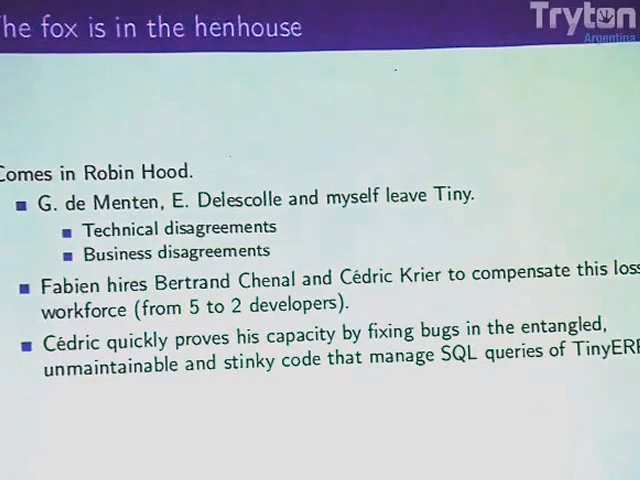 he fox is in the henhouse
Tryton
Argentina
Comes in Robin Hood.
G. de Menten, E. Delescolle and myself leave Tiny.
Technical disagreements
Business disagreements
Fabien hires Bertrand Chenal and Cédric Krier to compensate this loss
workforce (from 5 to 2 developers).
Cédric quickly proves his capacity by fixing bugs in the entangled,
unmaintainable and stinky code that manage SQL queries of TinyERP